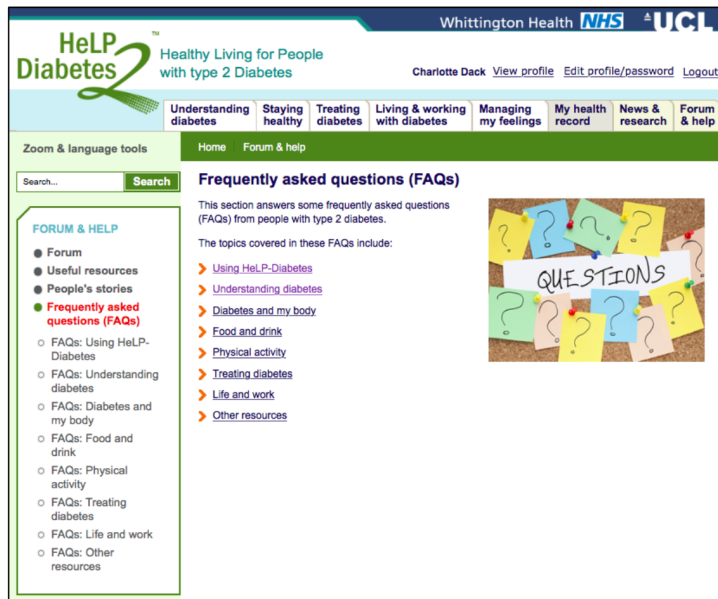 Whittington Health NHS UCL
HeLP
Diabetes
2
TM
Healthy Living for People
with type 2 Diabetes
Charlotte Dack View profile Edit profile/password Logout
Understanding
diabetes
Staying
healthy
Treating
diabetes
Living & working
with diabetes
Managing
my feelings
My health
record
News &
research
Forum
& help
Zoom & language tools
Home Forum & help
Search... Search
FORUM & HELP
Forum
Useful resources
People's stories
Frequently asked
questions (FAQs)
FAQs: Using HeLP-
Diabetes
FAQs: Understanding
diabetes
FAQs: Diabetes and
my body
FAQs: Food and
drink
FAQs: Physical
activity
FAQs: Treating
diabetes
FAQs: Life and work
FAQs: Other
resources
Frequently asked questions (FAQs)
This section answers some frequently asked questions
(FAQs) from people with type 2 diabetes.
The topics covered in these FAQs include:
Using HeLP-Diabetes
Understanding diabetes
Diabetes and my body
Food and drink
Physical activity
Treating diabetes
Life and work
Other resources
? ? ? ? ?
QUESTIONS
? ? ? ? ?